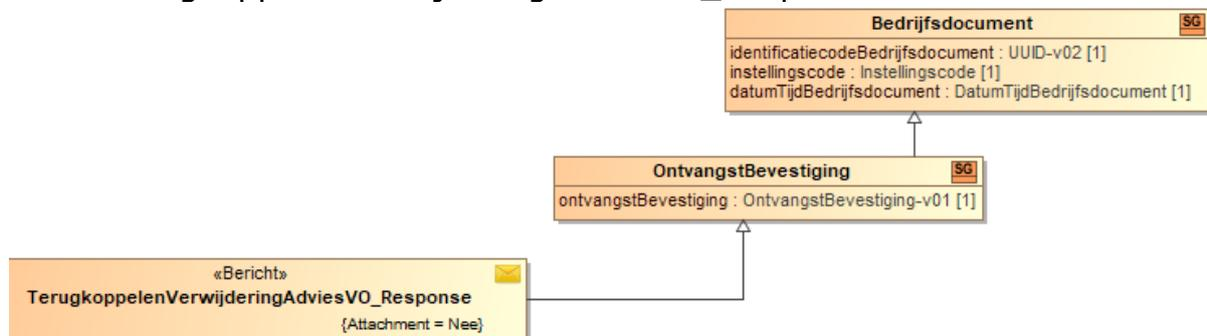 Bedrijfsdocument SG
identificatiecodeBedrijfsdocument : UUID-v02 [1]
instellingscode : Instellingscode [1]
datumTijdBedrijfsdocument : DatumTijdBedrijfsdocument [1]
OntvangstBevestiging SG
ontvangstBevestiging : OntvangstBevestiging-v01 [1]
«Bericht»
TerugkoppelenVerwijderingAdviesVO_Response
{Attachment = Nee}